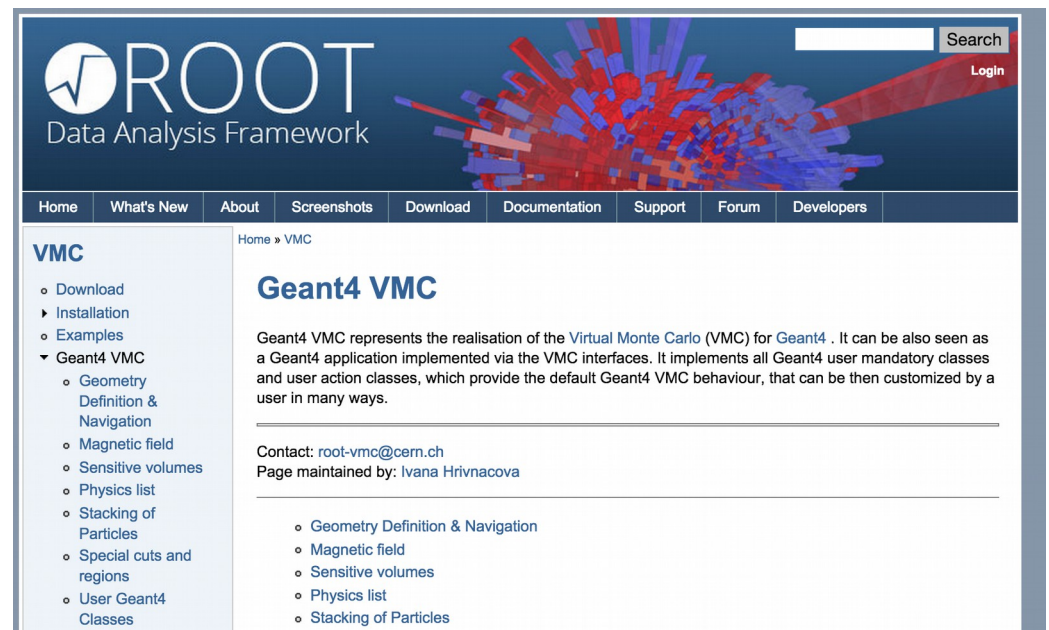 ROOT
Data Analysis Framework
Search
Login
Home
What's New
About
Screenshots
Download
Documentation
Support
Forum
Developers
VMC
Download
Installation
Examples
Geant4 VMC
Geometry
Definition &
Navigation
Magnetic field
Sensitive volumes
Physics list
Stacking of
Particles
Special cuts and
regions
User Geant4
Classes
Home » VMC
Geant4 VMC
Geant4 VMC represents the realisation of the Virtual Monte Carlo (VMC) for Geant4 . It can be also seen as
a Geant4 application implemented via the VMC interfaces. It implements all Geant4 user mandatory classes
and user action classes, which provide the default Geant4 VMC behaviour, that can be then customized by a
user in many ways.
Contact: root-vmc@cern.ch
Page maintained by: Ivana Hrivnacova
Geometry Definition & Navigation
Magnetic field
Sensitive volumes
Physics list
Stacking of Particles